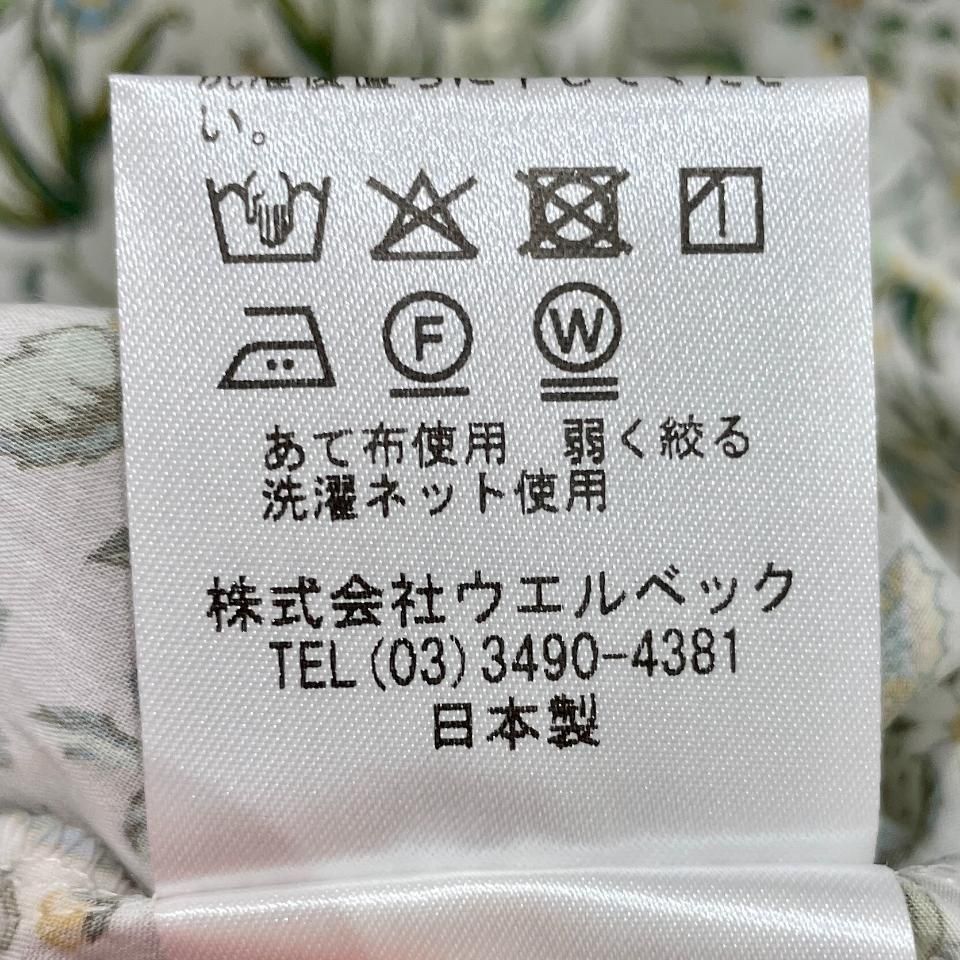 い。
F W
あて布使用　弱く絞る
洗濯ネット使用
株式会社ウエルベック
TEL(03)3490-4381
日本製